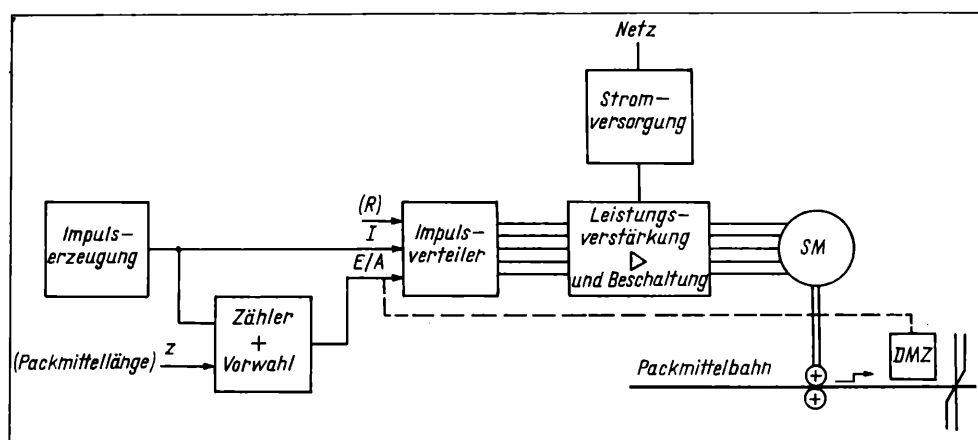 Netz
Strom-
versorgung
Impuls-
erzeugung
(R)
I
E/A
Impuls-
verteiler
Leistungs-
verstärkung
und Beschaltung
SM
Zähler
+
Vorwahl
(Packmittellänge) z
DMZ
Packmittelbahn
+
+